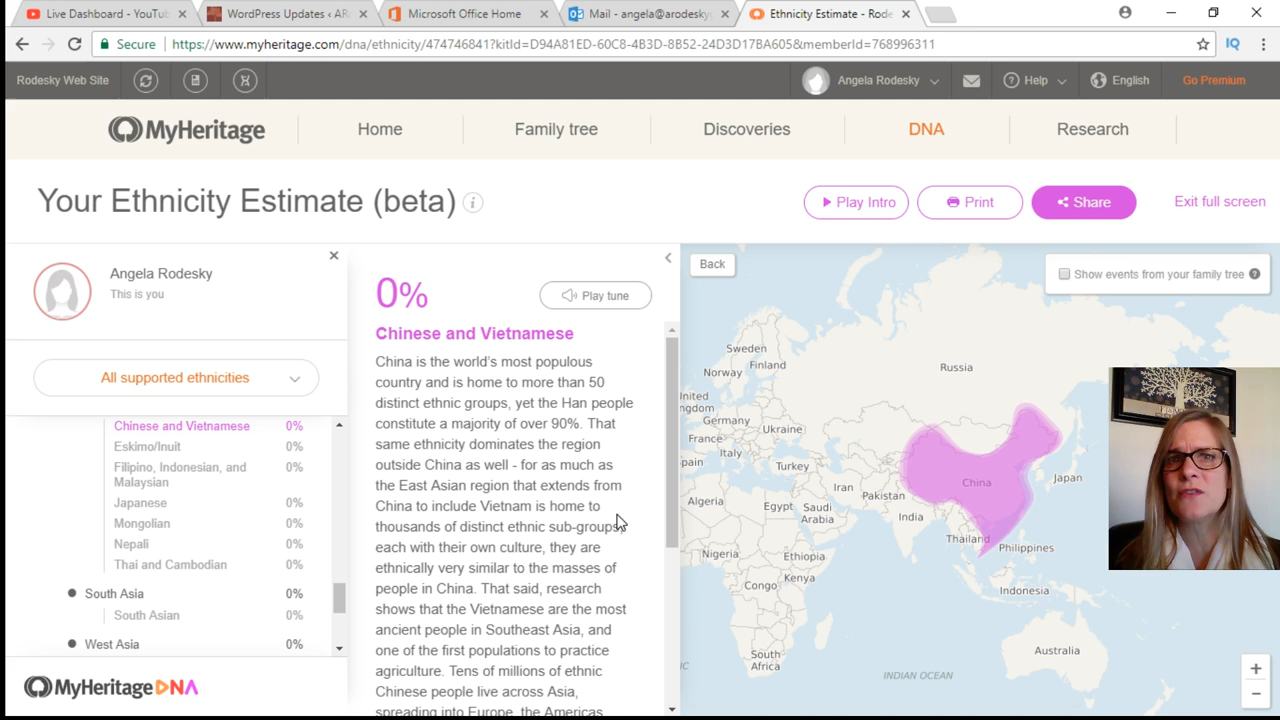 Live Dashboard - YouTu
WordPress Updates ‹ AR
Microsoft Office Home
Mail - angela@arodesky
Ethnicity Estimate - Rode
Secure
https://www.myheritage.com/dna/ethnicity/474746841?kitId=D94A81ED-60C8-4B3D-8B52-24D3D17BA605&memberId=768996311
IQ
Rodesky Web Site
Angela Rodesky
Help
English
Go Premium
MyHeritage
Home
Family tree
Discoveries
DNA
Research
Your Ethnicity Estimate (beta)
i
Play Intro
Print
Share
Exit full screen
Angela Rodesky
This is you
All supported ethnicities
Chinese and Vietnamese 0%
Eskimo/Inuit 0%
Filipino, Indonesian, and 0%
Malaysian
Japanese 0%
Mongolian 0%
Nepali 0%
Thai and Cambodian 0%
South Asia 0%
South Asian 0%
West Asia 0%
MyHeritage DNA
0%
Play tune
Chinese and Vietnamese
China is the world's most populous
country and is home to more than 50
distinct ethnic groups, yet the Han people
constitute a majority of over 90%. That
same ethnicity dominates the region
outside China as well - for as much as
the East Asian region that extends from
China to include Vietnam is home to
thousands of distinct ethnic sub-groups,
each with their own culture, they are
ethnically very similar to the masses of
people in China. That said, research
shows that the Vietnamese are the most
ancient people in Southeast Asia, and
one of the first populations to practice
agriculture. Tens of millions of ethnic
Chinese people live across Asia,
spreading into Europe, the Americas
Back
Show events from your family tree ?
Sweden
Finland
Norway
Russia
United
ngdom
Germany
Ukraine
France
Italy
pain
Turkey
Algeria
Egypt
Saudi
Arabia
Iran
Pakistan
India
China
Japan
Thailand
Philippines
Nigeria
Ethiopia
Congo
Kenya
Indonesia
South
Africa
Australia
IC
INDIAN OCEAN
+
−